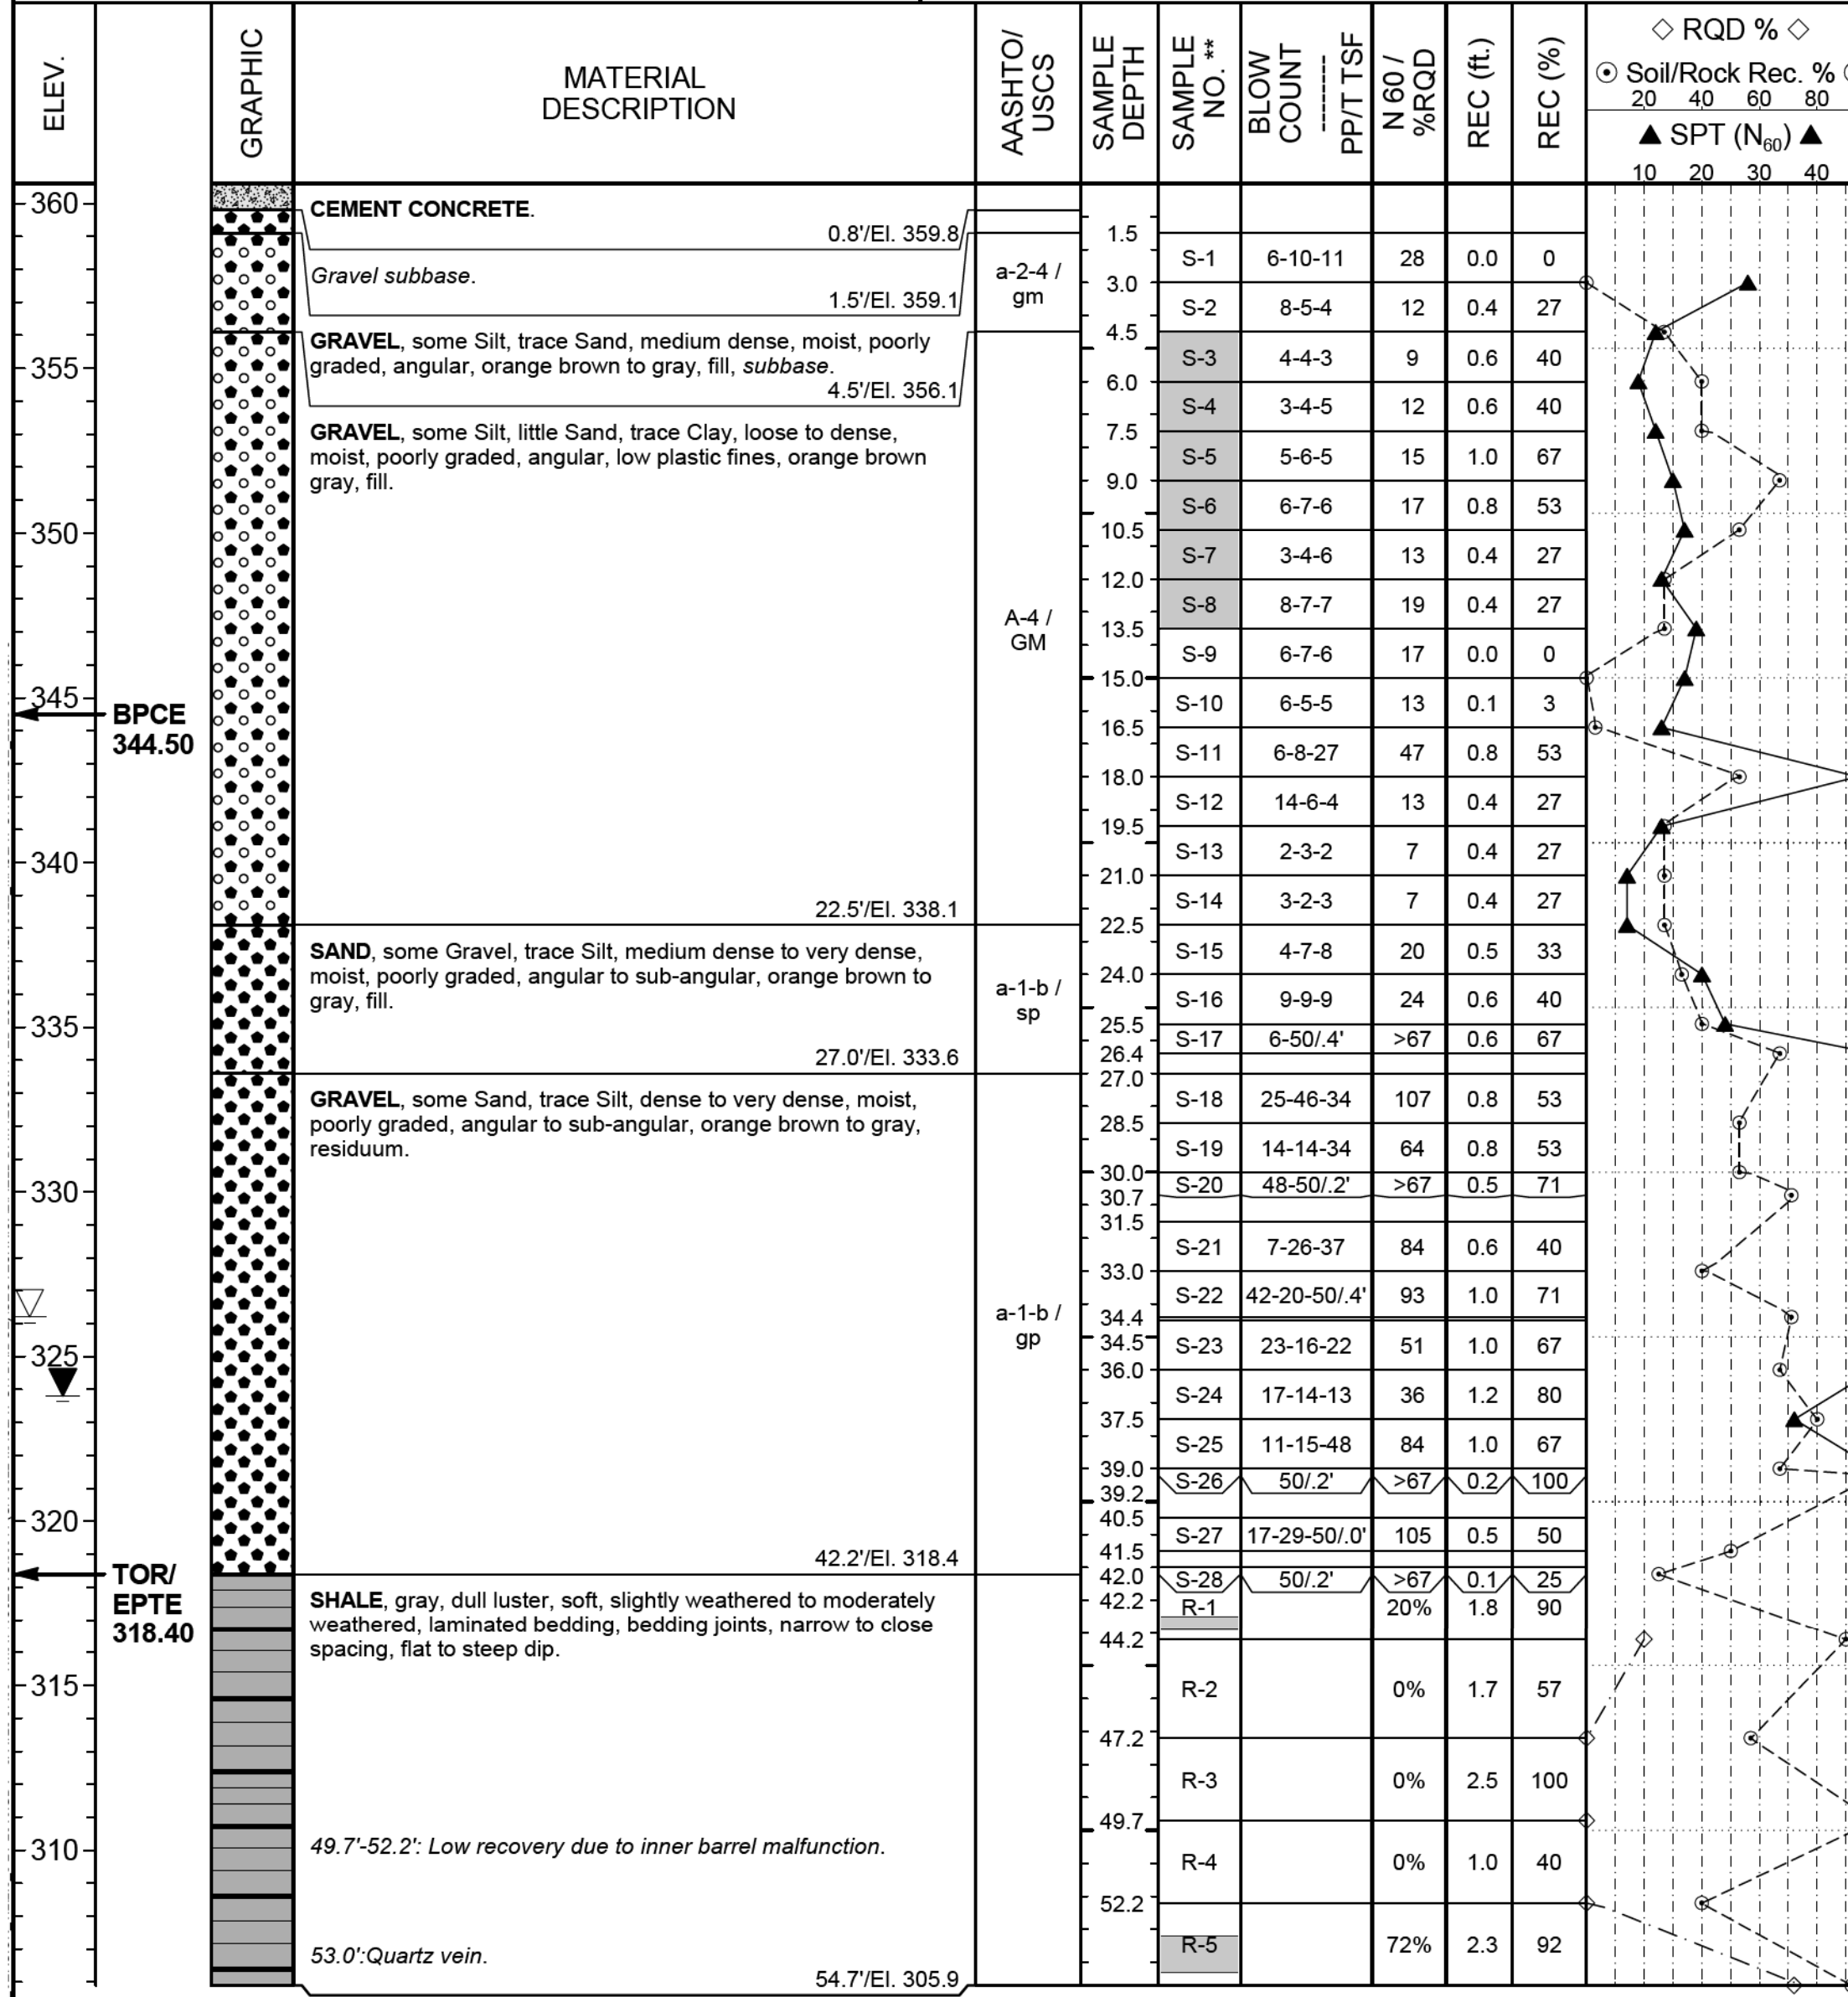 ELEV.
GRAPHIC
MATERIAL
DESCRIPTION
AASHTO/
USCS
SAMPLE
DEPTH
SAMPLE
NO. **
BLOW
COUNT
----------
PP/T TSF
N 60 /
%RQD
REC (ft.)
REC (%)
◇ RQD % ◇
⊙ Soil/Rock Rec. %
20 40 60 80
▲ SPT (N60) ▲
10 20 30 40
360
355
350
345
340
335
330
325
320
315
310
BPCE
344.50
TOR/
EPTE
318.40
CEMENT CONCRETE.
0.8'/El. 359.8
Gravel subbase.
1.5'/El. 359.1
GRAVEL, some Silt, trace Sand, medium dense, moist, poorly
graded, angular, orange brown to gray, fill, subbase.
4.5'/El. 356.1
GRAVEL, some Silt, little Sand, trace Clay, loose to dense,
moist, poorly graded, angular, low plastic fines, orange brown
gray, fill.
22.5'/El. 338.1
SAND, some Gravel, trace Silt, medium dense to very dense,
moist, poorly graded, angular to sub-angular, orange brown to
gray, fill.
27.0'/El. 333.6
GRAVEL, some Sand, trace Silt, dense to very dense, moist,
poorly graded, angular to sub-angular, orange brown to gray,
residuum.
42.2'/El. 318.4
SHALE, gray, dull luster, soft, slightly weathered to moderately
weathered, laminated bedding, bedding joints, narrow to close
spacing, flat to steep dip.
49.7'-52.2': Low recovery due to inner barrel malfunction.
53.0':Quartz vein.
54.7'/El. 305.9
a-2-4 /
gm
A-4 /
GM
a-1-b /
sp
a-1-b /
gp
1.5
S-1 6-10-11 28 0.0 0
3.0
S-2 8-5-4 12 0.4 27
4.5
S-3 4-4-3 9 0.6 40
6.0
S-4 3-4-5 12 0.6 40
7.5
S-5 5-6-5 15 1.0 67
9.0
S-6 6-7-6 17 0.8 53
10.5
S-7 3-4-6 13 0.4 27
12.0
S-8 8-7-7 19 0.4 27
13.5
S-9 6-7-6 17 0.0 0
15.0
S-10 6-5-5 13 0.1 3
16.5
S-11 6-8-27 47 0.8 53
18.0
S-12 14-6-4 13 0.4 27
19.5
S-13 2-3-2 7 0.4 27
21.0
S-14 3-2-3 7 0.4 27
22.5
S-15 4-7-8 20 0.5 33
24.0
S-16 9-9-9 24 0.6 40
25.5
S-17 6-50/.4' >67 0.6 67
26.4
27.0
S-18 25-46-34 107 0.8 53
28.5
S-19 14-14-34 64 0.8 53
30.0
S-20 48-50/.2' >67 0.5 71
30.7
31.5
S-21 7-26-37 84 0.6 40
33.0
S-22 42-20-50/.4' 93 1.0 71
34.4
34.5
S-23 23-16-22 51 1.0 67
36.0
S-24 17-14-13 36 1.2 80
37.5
S-25 11-15-48 84 1.0 67
39.0
S-26 50/.2' >67 0.2 100
39.2
40.5
S-27 17-29-50/.0' 105 0.5 50
41.5
42.0
S-28 50/.2' >67 0.1 25
42.2
R-1 20% 1.8 90
44.2
R-2 0% 1.7 57
47.2
R-3 0% 2.5 100
49.7
R-4 0% 1.0 40
52.2
R-5 72% 2.3 92